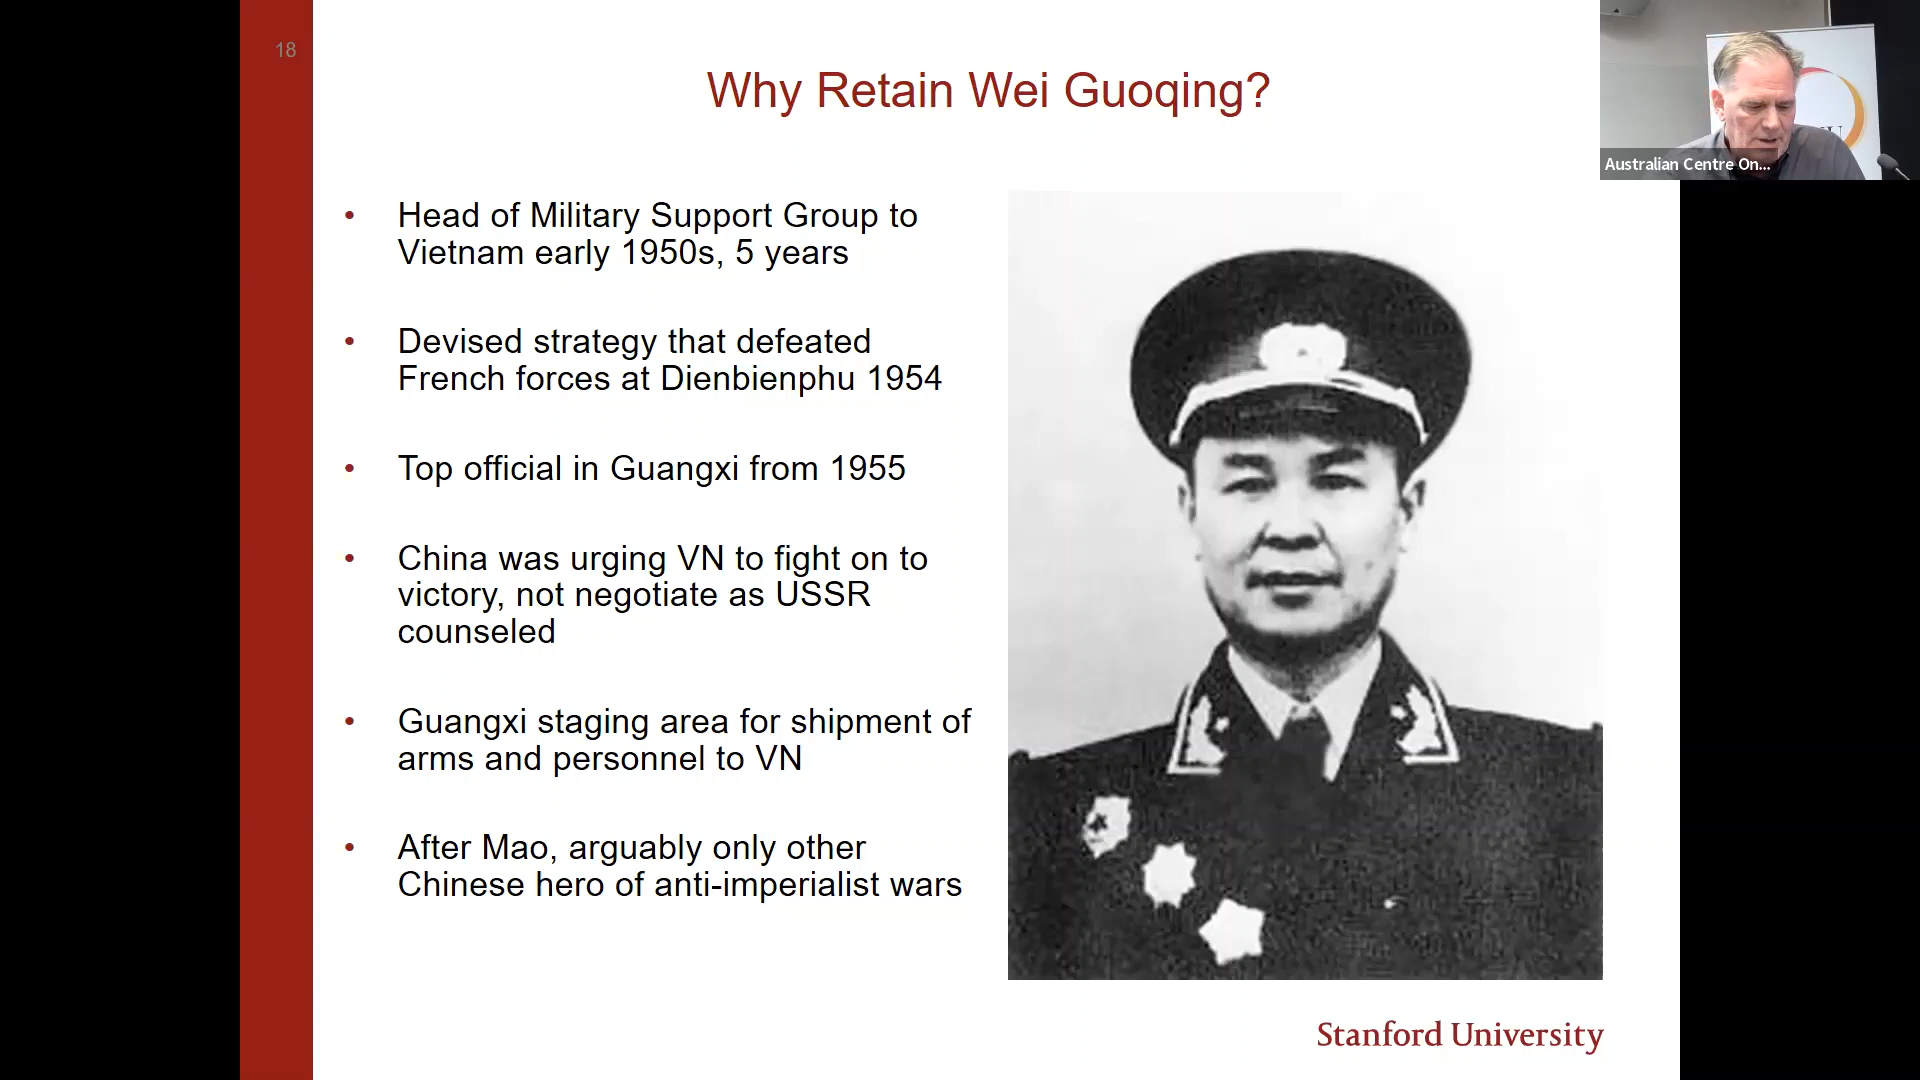 18
Why Retain Wei Guoqing?
Australian Centre On...
• Head of Military Support Group to
Vietnam early 1950s, 5 years
• Devised strategy that defeated
French forces at Dienbienphu 1954
• Top official in Guangxi from 1955
• China was urging VN to fight on to
victory, not negotiate as USSR
counseled
• Guangxi staging area for shipment of
arms and personnel to VN
• After Mao, arguably only other
Chinese hero of anti-imperialist wars
Stanford University